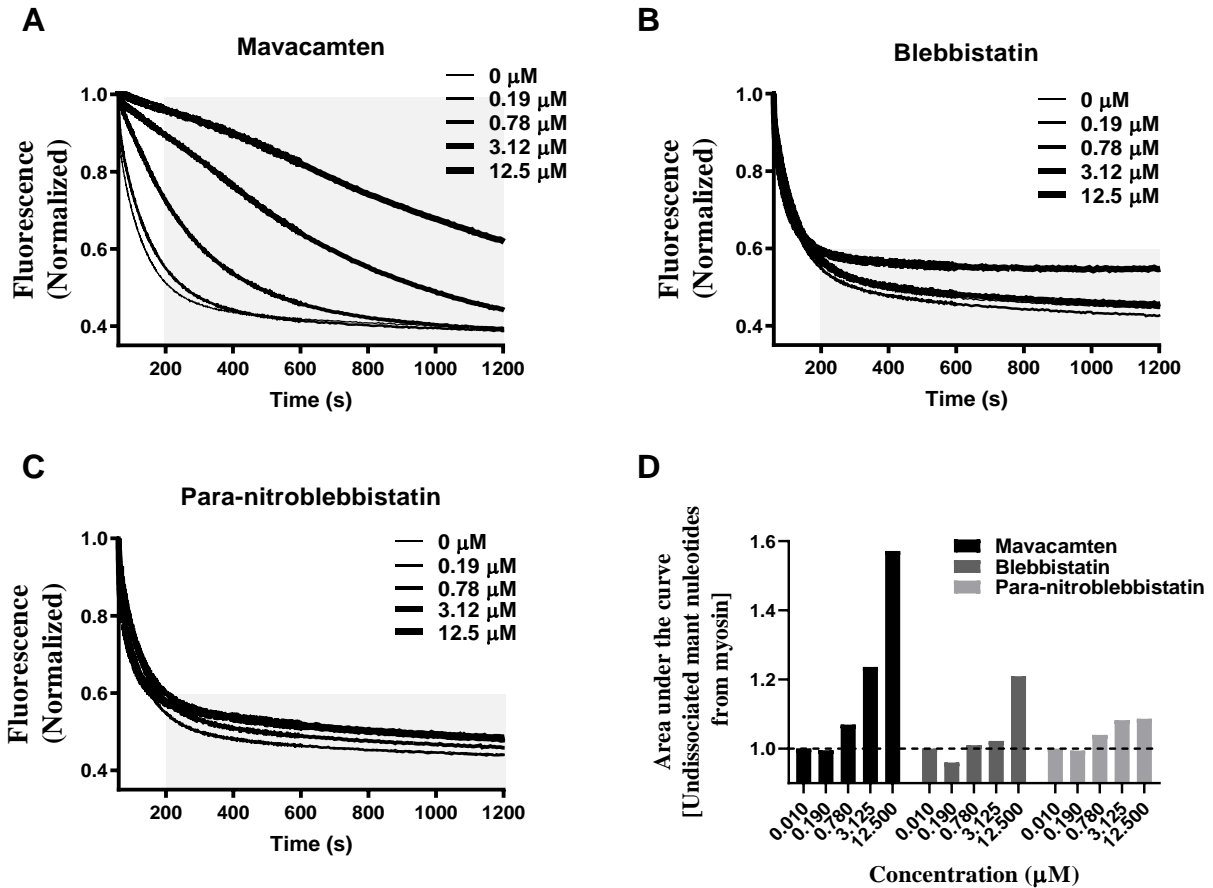 A
Mavacamten
0 μM
0.19 μM
0.78 μM
3.12 μM
12.5 μM
Fluorescence
(Normalized)
1.0
0.8
0.6
0.4
200 400 600 800 1000 1200
Time (s)
B
Blebbistatin
0 μM
0.19 μM
0.78 μM
3.12 μM
12.5 μM
Fluorescence
(Normalized)
1.0
0.8
0.6
0.4
200 400 600 800 1000 1200
Time (s)
C
Para-nitroblebbistatin
0 μM
0.19 μM
0.78 μM
3.12 μM
12.5 μM
Fluorescence
(Normalized)
1.0
0.8
0.6
0.4
200 400 600 800 1000 1200
Time (s)
D
Area under the curve
[Undissociated mant nuleotides
from myosin]
Mavacamten
Blebbistatin
Para-nitroblebbistatin
1.6
1.4
1.2
1.0
0.010 0.190 0.780 3.125 12.500 0.010 0.190 0.780 3.125 12.500 0.010 0.190 0.780 3.125 12.500
Concentration (μM)